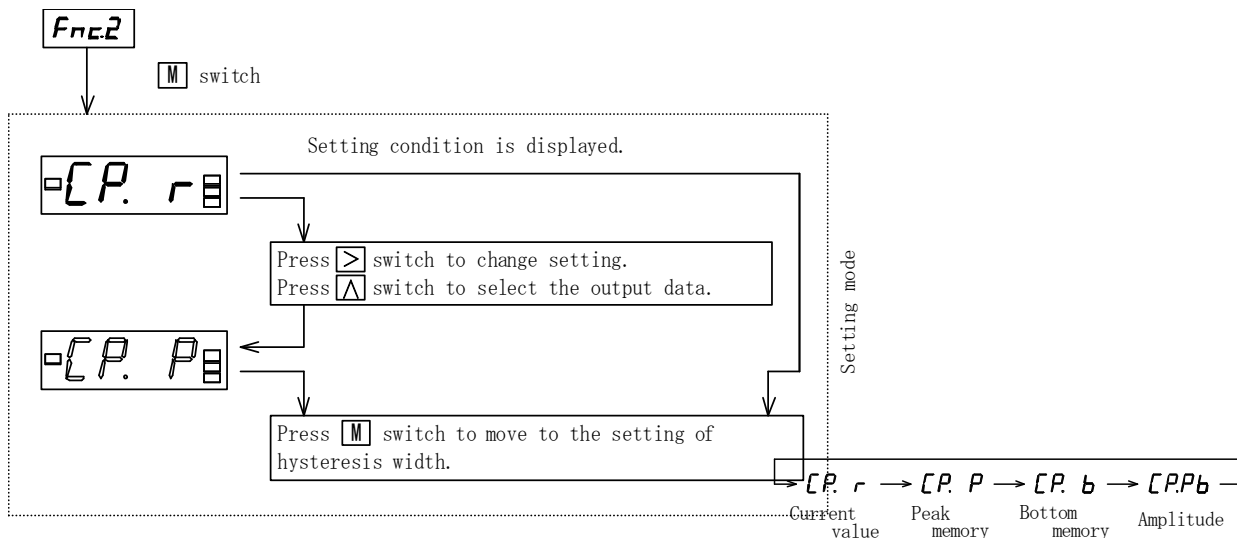 Fnc.2
M switch
Setting condition is displayed.
-CP. r
Press > switch to change setting.
Press ∧ switch to select the output data.
-CP. P
Press M switch to move to the setting of
hysteresis width.
Setting mode
CP. r → CP. P → CP. b → CP.Pb
Current value
Peak memory
Bottom memory
Amplitude